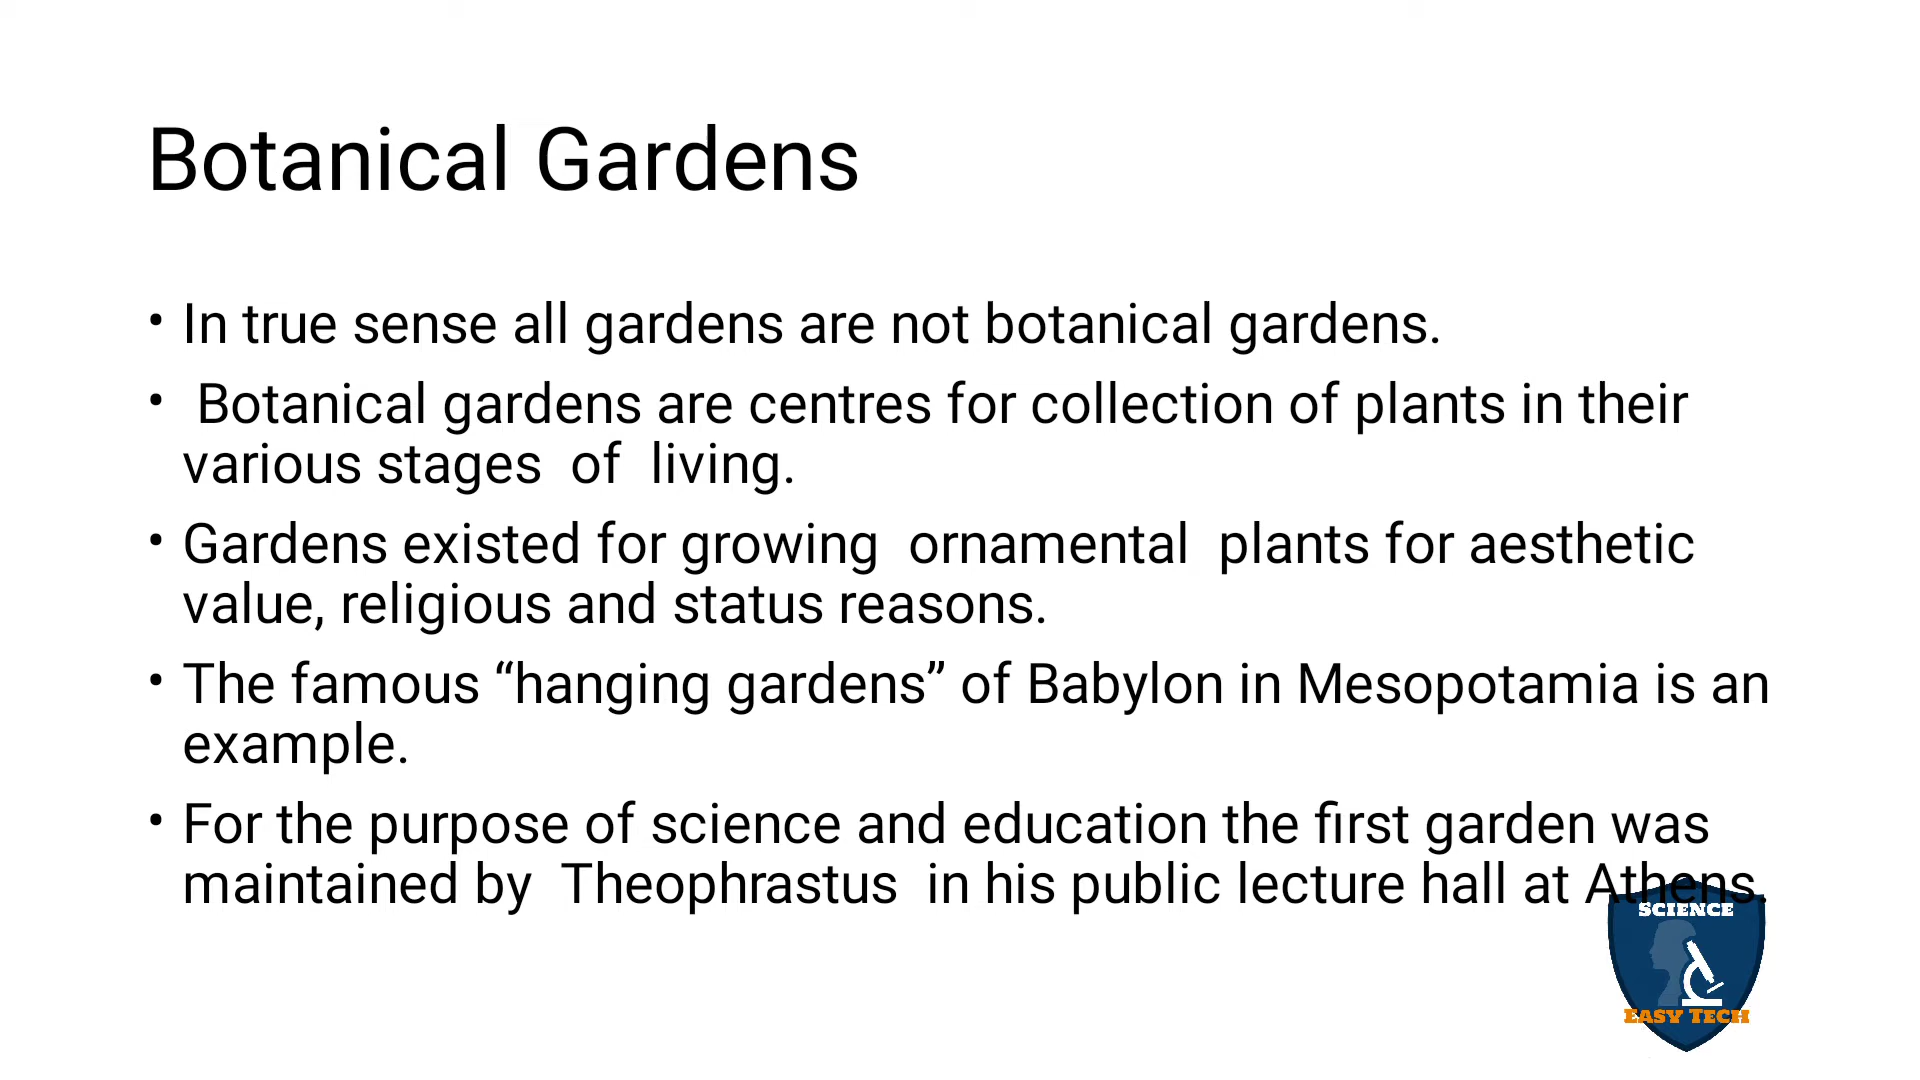 Botanical Gardens
• In true sense all gardens are not botanical gardens.
• Botanical gardens are centres for collection of plants in their
various stages of living.
• Gardens existed for growing ornamental plants for aesthetic
value, religious and status reasons.
• The famous “hanging gardens” of Babylon in Mesopotamia is an
example.
• For the purpose of science and education the first garden was
maintained by Theophrastus in his public lecture hall at Athens.
SCIENCE
EASY TECH